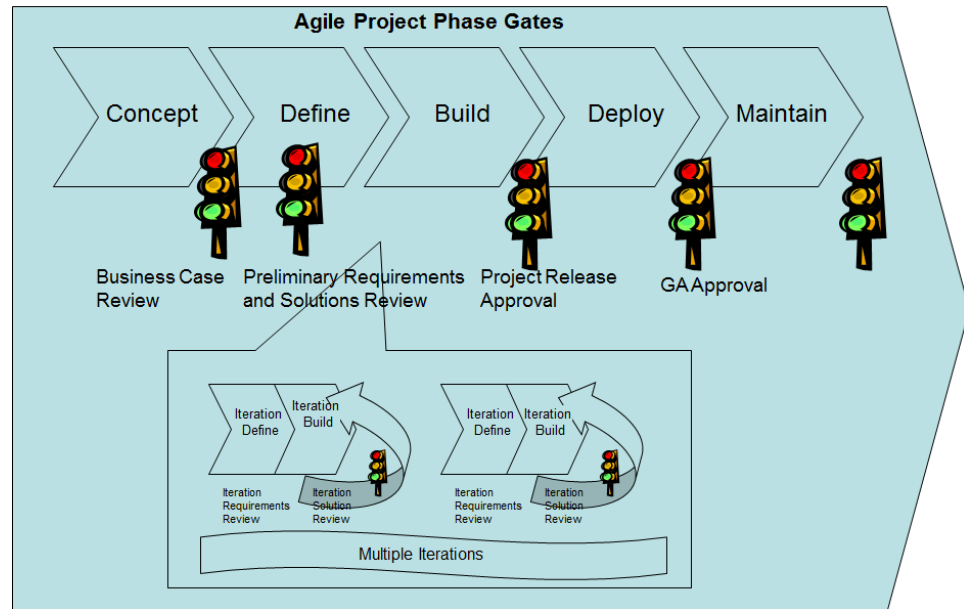 Agile Project Phase Gates
Concept
Define
Build
Deploy
Maintain
Business Case
Review
Preliminary Requirements
and Solutions Review
Project Release
Approval
GA Approval
Iteration
Define
Iteration
Build
Iteration
Requirements
Review
Iteration
Solution
Review
Iteration
Define
Iteration
Build
Iteration
Requirements
Review
Iteration
Solution
Review
Multiple Iterations